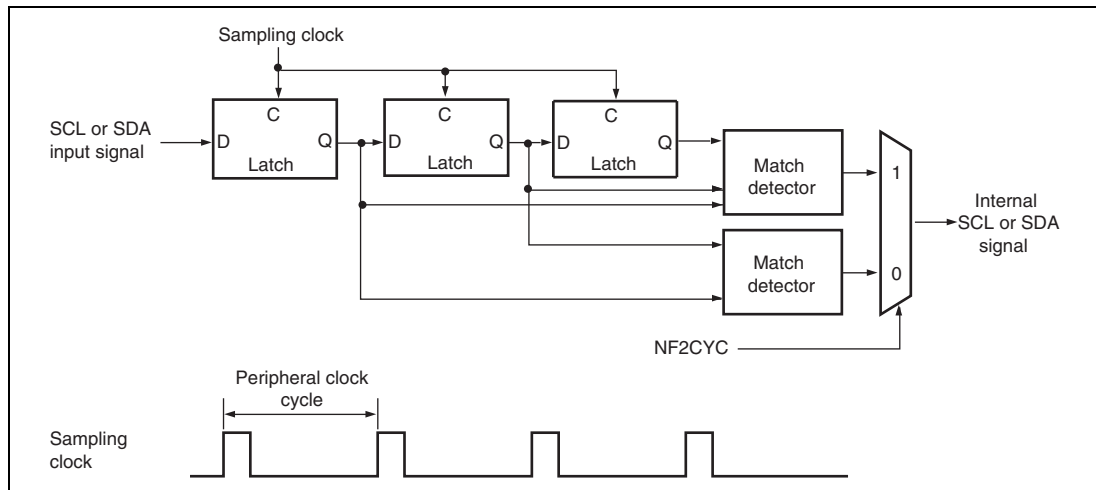 Sampling clock
SCL or SDA
input signal
C
D
Q
Latch
C
D
Q
Latch
C
D
Q
Latch
Match
detector
Match
detector
1
0
Internal
SCL or SDA
signal
NF2CYC
Peripheral clock
cycle
Sampling
clock